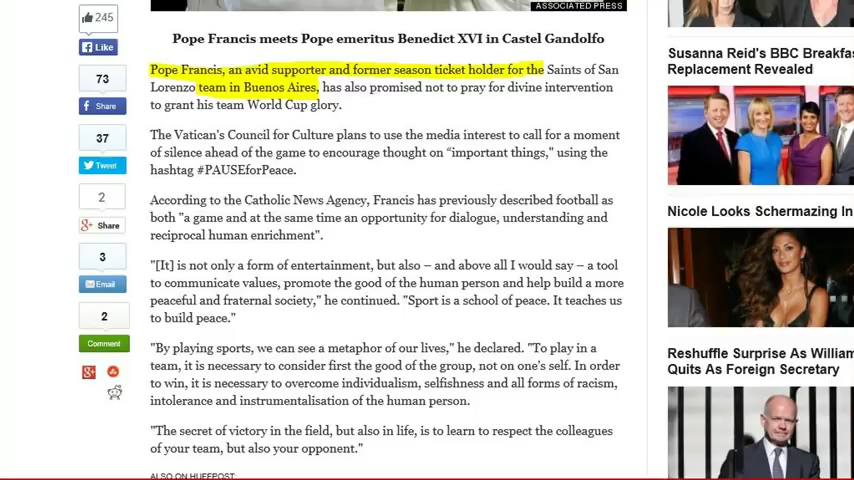 ASSOCIATED PRESS
245
Like
Pope Francis meets Pope emeritus Benedict XVI in Castel Gandolfo
Pope Francis, an avid supporter and former season ticket holder for the Saints of San
Lorenzo team in Buenos Aires, has also promised not to pray for divine intervention
to grant his team World Cup glory.
73
Share
37
Tweet
2
Share
3
Email
2
Comment
The Vatican's Council for Culture plans to use the media interest to call for a moment
of silence ahead of the game to encourage thought on “important things," using the
hashtag #PAUSEforPeace.
According to the Catholic News Agency, Francis has previously described football as
both "a game and at the same time an opportunity for dialogue, understanding and
reciprocal human enrichment".
"[It] is not only a form of entertainment, but also – and above all I would say – a tool
to communicate values, promote the good of the human person and help build a more
peaceful and fraternal society," he continued. "Sport is a school of peace. It teaches us
to build peace."
"By playing sports, we can see a metaphor of our lives," he declared. "To play in a
team, it is necessary to consider first the good of the group, not on one's self. In order
to win, it is necessary to overcome individualism, selfishness and all forms of racism,
intolerance and instrumentalisation of the human person.
"The secret of victory in the field, but also in life, is to learn to respect the colleagues
of your team, but also your opponent."
ALSO ON HUFFPOST:
Susanna Reid's BBC Breakfas
Replacement Revealed
Nicole Looks Schermazing In
Reshuffle Surprise As William
Quits As Foreign Secretary